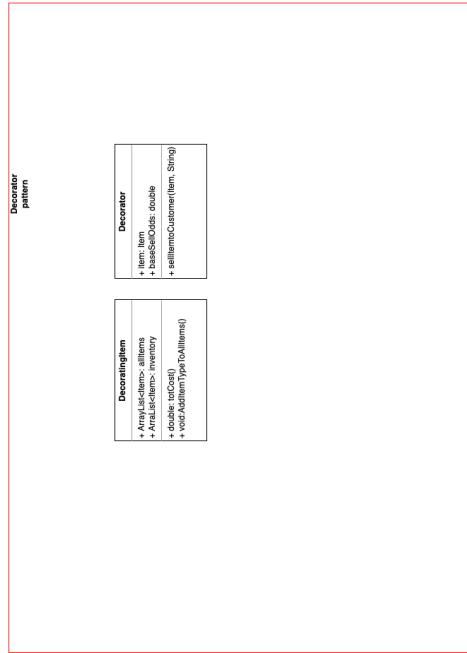 Decorator
pattern
DecoratingItem
+ ArrayList<Item>: allItems
+ ArraList<Item>: inventory
+ double: totCost()
+ void:AddItemTypeToAllItems()
Decorator
+ item: Item
+ baseSellOdds: double
+ sellItemtoCustomer(Item, String)